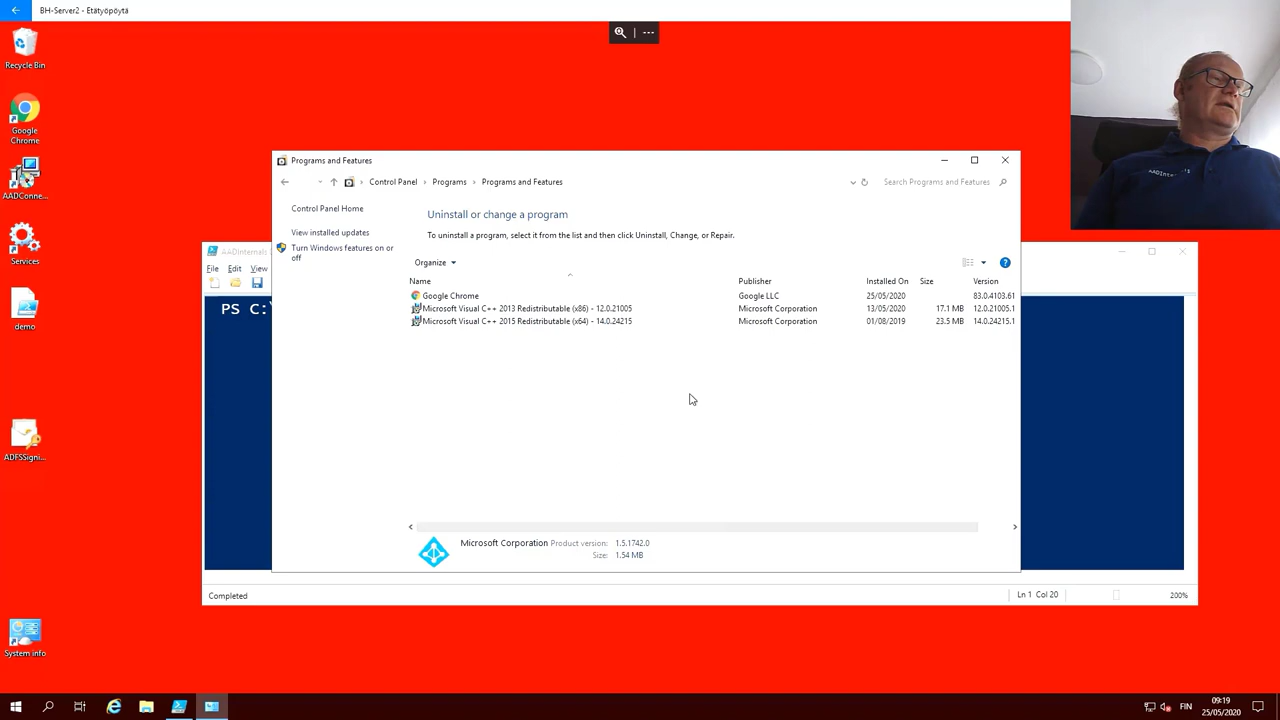 BH-Server2 - Etätyöpöytä
Recycle Bin
Google
Chrome
AADConne...
Services
demo
ADFSSigni...
System info
Programs and Features
Control Panel > Programs > Programs and Features
Search Programs and Features
Control Panel Home
View installed updates
Turn Windows features on or
off
Uninstall or change a program
To uninstall a program, select it from the list and then click Uninstall, Change, or Repair.
Organize
Name Publisher Installed On Size Version
Google Chrome Google LLC 25/05/2020 83.0.4103.61
Microsoft Visual C++ 2013 Redistributable (x86) - 12.0.21005 Microsoft Corporation 13/05/2020 17.1 MB 12.0.21005.1
Microsoft Visual C++ 2015 Redistributable (x64) - 14.0.24215 Microsoft Corporation 01/08/2019 23.5 MB 14.0.24215.1
Microsoft Corporation Product version: 1.5.1742.0
Size: 1.54 MB
AADInternals
File Edit View
PS C:\
Completed
Ln 1 Col 20
200%
FIN
09:19
25/05/2020